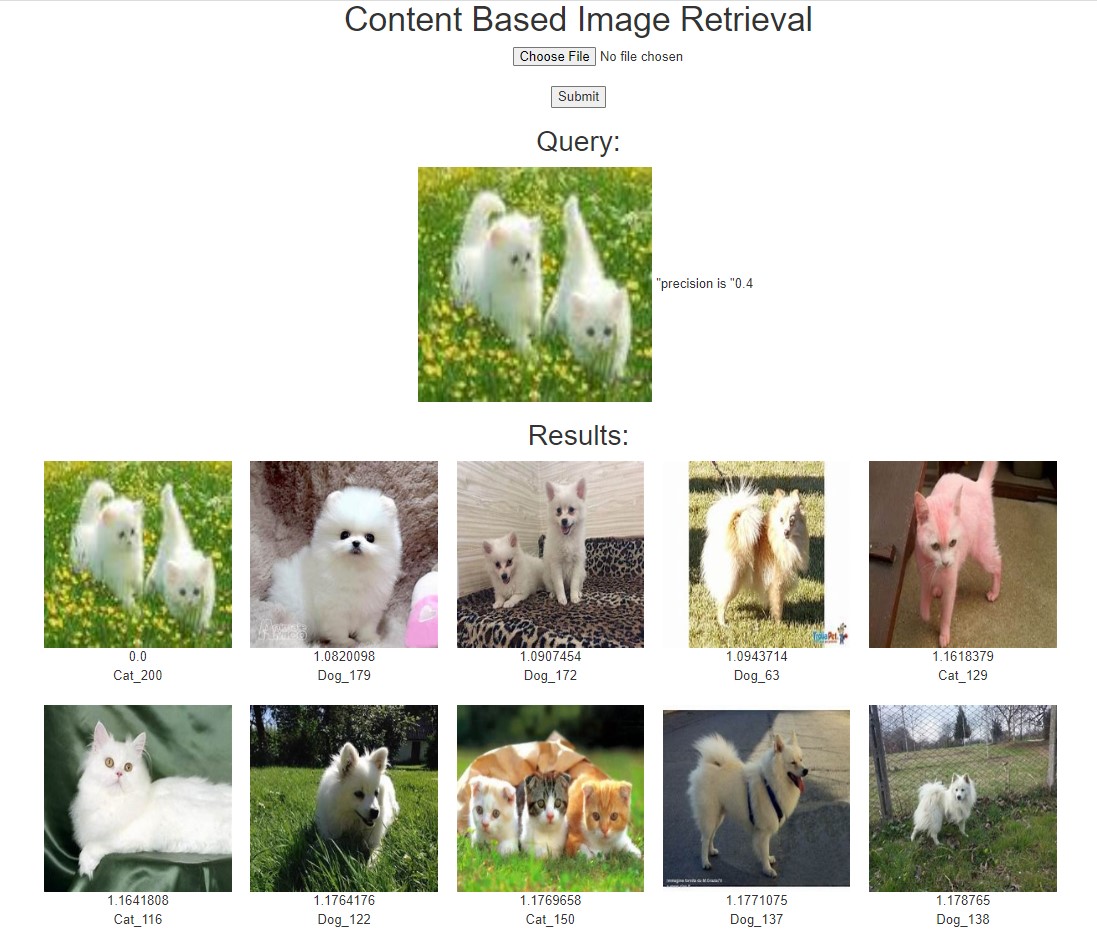 Content Based Image Retrieval
Choose File No file chosen
Submit
Query:
"precision is "0.4
Results:
0.0
Cat_200
1.0820098
Dog_179
1.0907454
Dog_172
1.0943714
Dog_63
1.1618379
Cat_129
1.1641808
Cat_116
1.1764176
Dog_122
1.1769658
Cat_150
1.1771075
Dog_137
1.178765
Dog_138